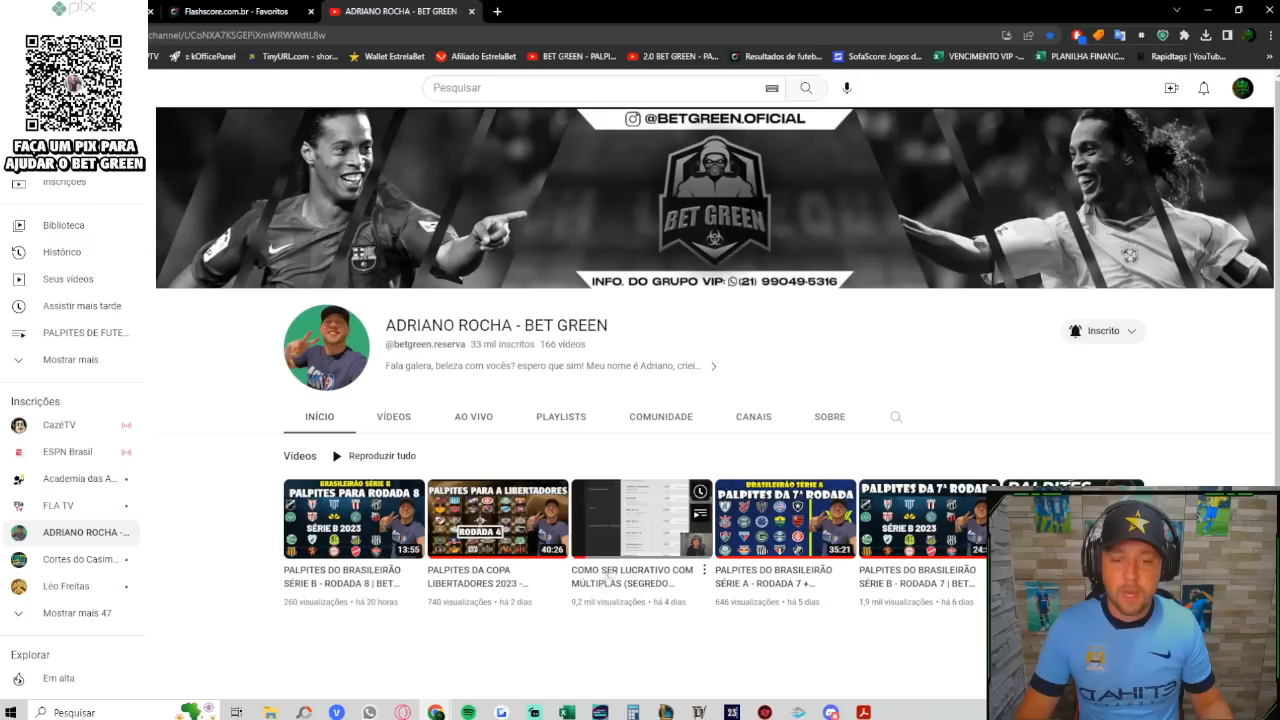 pix
FAÇA UM PIX PARA
AJUDAR O BET GREEN
Flashscore.com.br - Favoritos
ADRIANO ROCHA - BET GREEN
channel/UCoNXA7KSGEPiXmWRWWdtL8w
kOfficePanel
TinyURL.com - shor...
Wallet EstrelaBet
Afiliado EstrelaBet
BET GREEN - PALPI...
2.0 BET GREEN - PA...
Resultados de futeb...
SofaScore: Jogos d...
VENCIMENTO VIP -...
PLANILHA FINANC...
Rapidtags | YouTub...
Pesquisar
@BETGREEN.OFICIAL
BET GREEN
INFO. DO GRUPO VIP: (21) 99049-5316
Inscrições
Biblioteca
Histórico
Seus vídeos
Assistir mais tarde
PALPITES DE FUTE...
Mostrar mais
Inscrições
CazéTV
ESPN Brasil
Academia das A...
FLA TV
ADRIANO ROCHA -...
Cortes do Casim...
Léo Freitas
Mostrar mais 47
Explorar
Em alta
ADRIANO ROCHA - BET GREEN
@betgreen.reserva 33 mil inscritos 166 vídeos
Fala galera, beleza com vocês? espero que sim! Meu nome é Adriano, criei...
Inscrito
INÍCIO VÍDEOS AO VIVO PLAYLISTS COMUNIDADE CANAIS SOBRE
Vídeos Reproduzir tudo
BRASILEIRÃO SÉRIE B
PALPITES PARA RODADA 8
SÉRIE B
2023
13:55
PALPITES PARA A LIBERTADORES
RODADA 4
40:26
BRASILEIRÃO SÉRIE A
PALPITES DA 7ª RODADA
35:21
PALPITES DA 7ª RODADA
SÉRIE B
2023
PALPITES DO BRASILEIRÃO
SÉRIE B - RODADA 8 | BET...
260 visualizações • há 20 horas
PALPITES DA COPA
LIBERTADORES 2023 -...
740 visualizações • há 2 dias
COMO SER LUCRATIVO COM
MÚLTIPLAS (SEGREDO...
9,2 mil visualizações • há 4 dias
PALPITES DO BRASILEIRÃO
SÉRIE A - RODADA 7 +...
646 visualizações • há 5 dias
PALPITES DO BRASILEIRÃO
SÉRIE B - RODADA 7 | BET...
1,9 mil visualizações • há 6 dias
Pesquisar